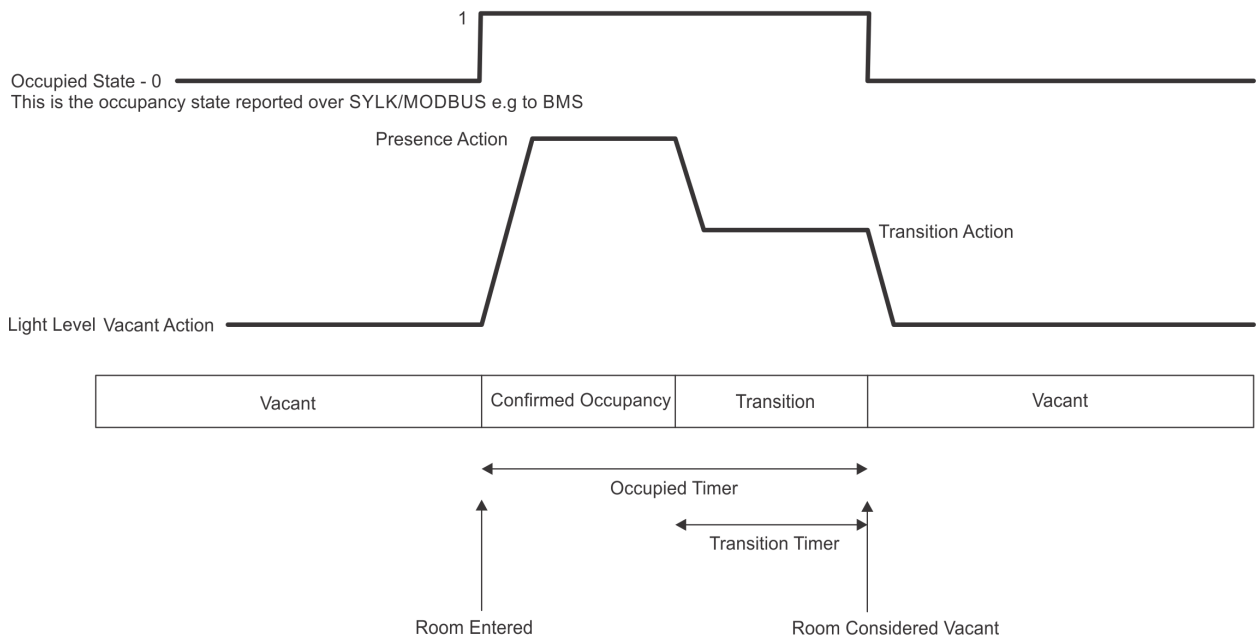 1
Occupied State - 0
This is the occupancy state reported over SYLK/MODBUS e.g to BMS
Presence Action
Transition Action
Light Level Vacant Action
Vacant
Confirmed Occupancy
Transition
Vacant
Occupied Timer
Transition Timer
Room Entered
Room Considered Vacant